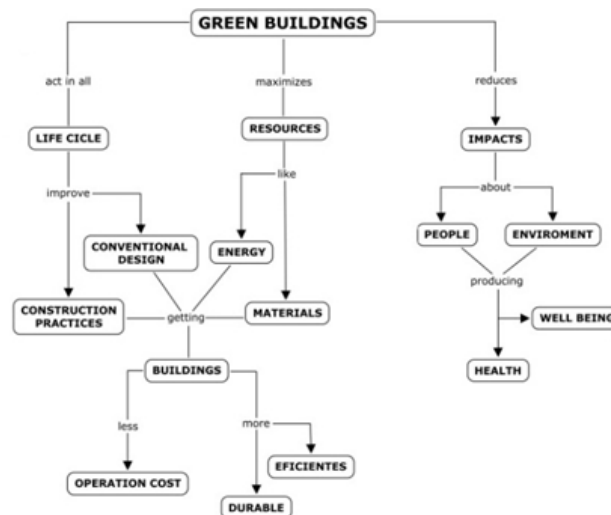 GREEN BUILDINGS
act in all
maximizes
reduces
LIFE CICLE
RESOURCES
IMPACTS
improve
like
about
CONVENTIONAL
DESIGN
ENERGY
PEOPLE
ENVIROMENT
producing
CONSTRUCTION
PRACTICES
getting
MATERIALS
WELL BEING
BUILDINGS
HEALTH
less
more
EFICIENTES
OPERATION COST
DURABLE